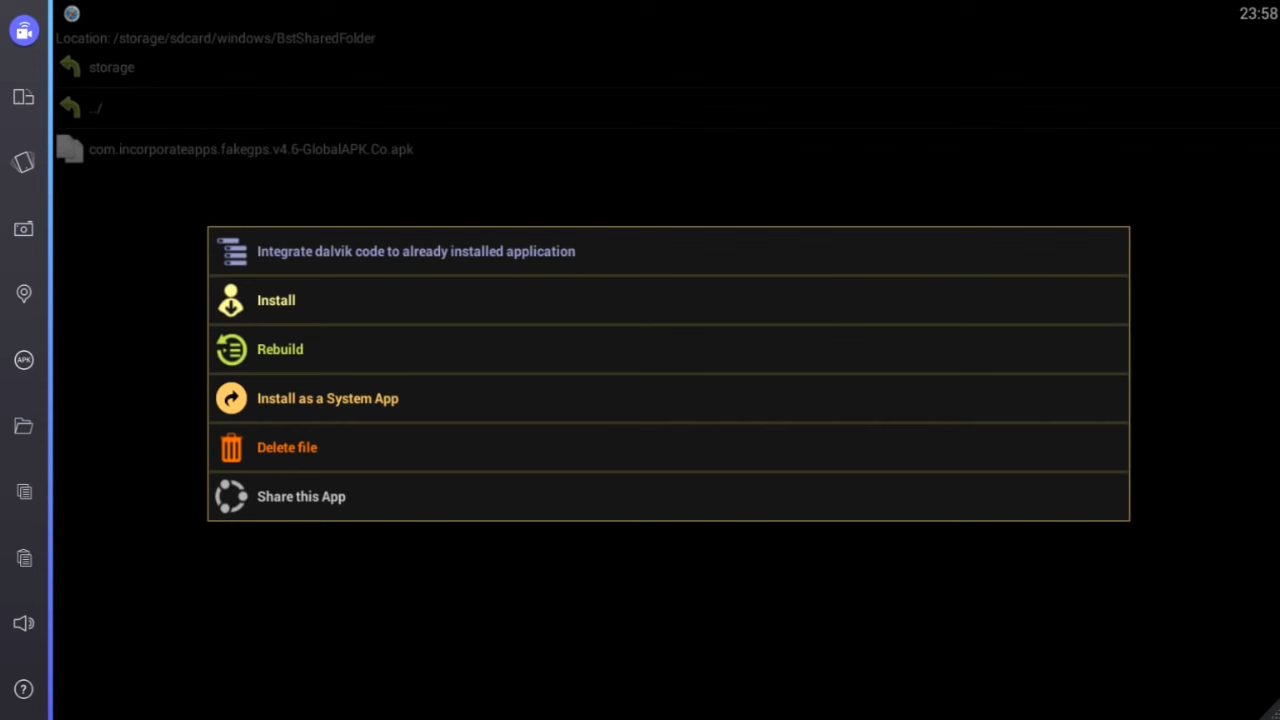 23:58
Location: /storage/sdcard/windows/BstSharedFolder
storage
../
com.incorporateapps.fakegps.v4.6-GlobalAPK.Co.apk
Integrate dalvik code to already installed application
Install
Rebuild
APK
Install as a System App
Delete file
Share this App
?